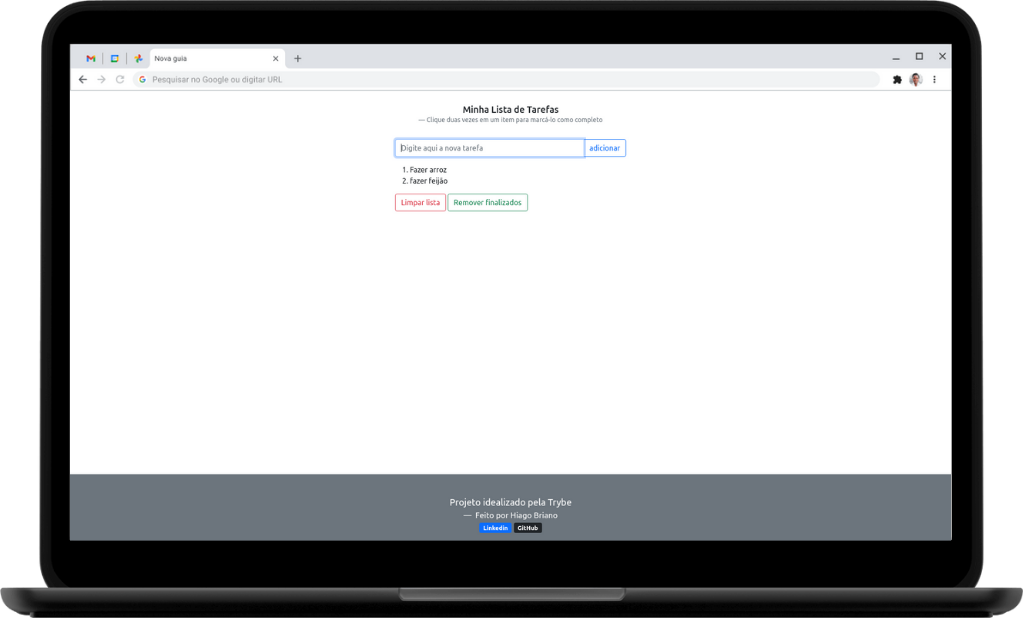 Nova guia
Pesquisar no Google ou digitar URL
Minha Lista de Tarefas
— Clique duas vezes em um item para marcá-lo como completo
Digite aqui a nova tarefa adicionar
1. Fazer arroz
2. fazer feijão
Limpar lista Remover finalizados
Projeto idealizado pela Trybe
— Feito por Hiago Briano
Linkedin GitHub